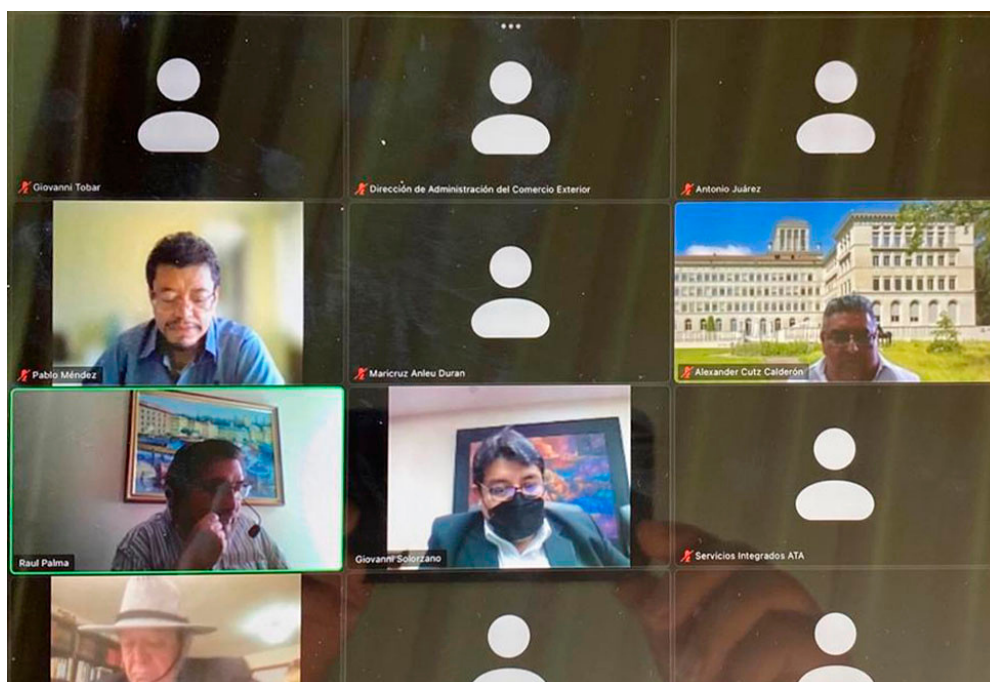 Giovanni Tobar
Dirección de Administración del Comercio Exterior
Antonio Juárez
Pablo Méndez
Maricruz Anleu Duran
Alexander Cutz Calderón
Raul Palma
Giovanni Solorzano
Servicios Integrados ATA